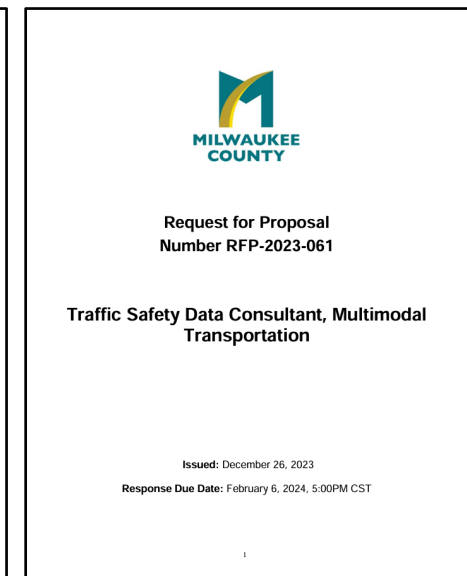 MILWAUKEE
COUNTY
Request for Proposal
Number RFP-2023-061
Traffic Safety Data Consultant, Multimodal
Transportation
Issued: December 26, 2023
Response Due Date: February 6, 2024, 5:00PM CST
1